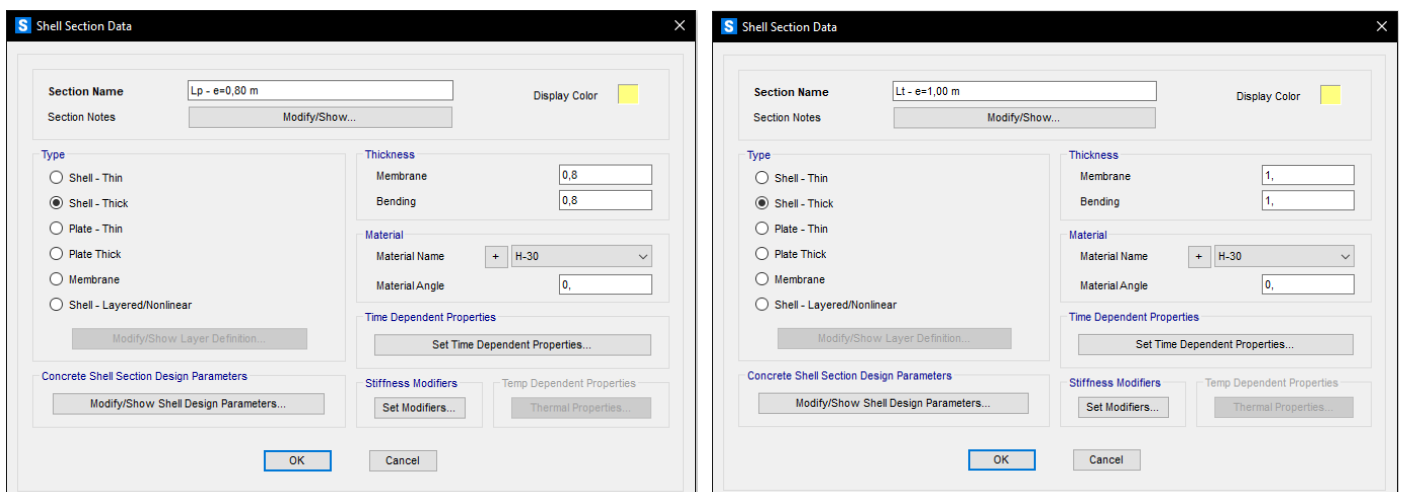 S Shell Section Data
Section Name Lp - e=0,80 m Display Color
Section Notes Modify/Show...
Type
Shell - Thin
Shell - Thick
Plate - Thin
Plate Thick
Membrane
Shell - Layered/Nonlinear
Modify/Show Layer Definition...
Thickness
Membrane 0,8
Bending 0,8
Material
Material Name + H-30
Material Angle 0,
Time Dependent Properties
Set Time Dependent Properties...
Concrete Shell Section Design Parameters
Modify/Show Shell Design Parameters...
Stiffness Modifiers
Set Modifiers...
Temp Dependent Properties
Thermal Properties...
OK Cancel
S Shell Section Data
Section Name Lt - e=1,00 m Display Color
Section Notes Modify/Show...
Type
Shell - Thin
Shell - Thick
Plate - Thin
Plate Thick
Membrane
Shell - Layered/Nonlinear
Modify/Show Layer Definition...
Thickness
Membrane 1,
Bending 1,
Material
Material Name + H-30
Material Angle 0,
Time Dependent Properties
Set Time Dependent Properties...
Concrete Shell Section Design Parameters
Modify/Show Shell Design Parameters...
Stiffness Modifiers
Set Modifiers...
Temp Dependent Properties
Thermal Properties...
OK Cancel